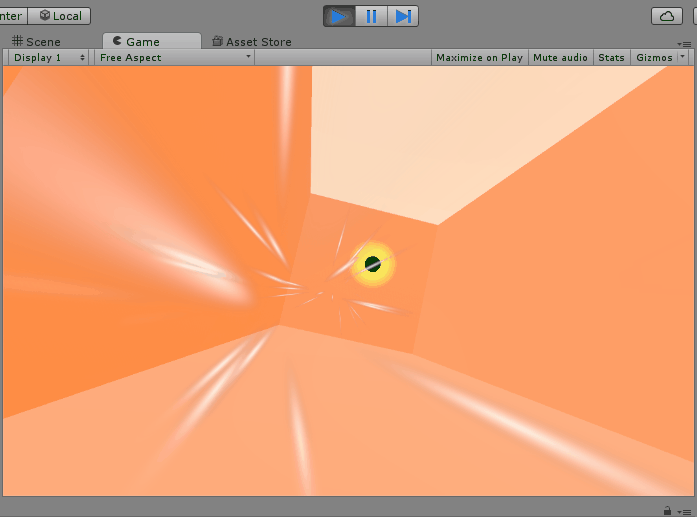 nter Local
Scene Game Asset Store
Display 1 Free Aspect Maximize on Play Mute audio Stats Gizmos